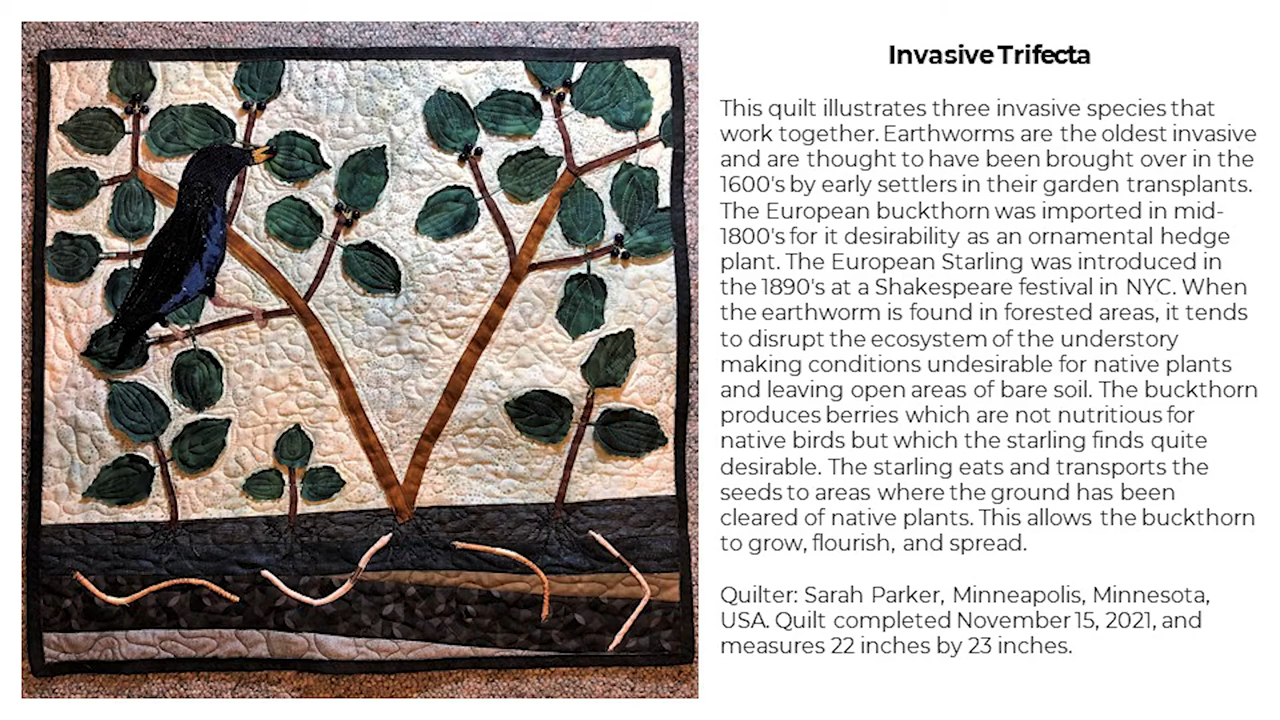 Invasive Trifecta
This quilt illustrates three invasive species that
work together. Earthworms are the oldest invasive
and are thought to have been brought over in the
1600's by early settlers in their garden transplants.
The European buckthorn was imported in mid-
1800's for it desirability as an ornamental hedge
plant. The European Starling was introduced in
the 1890's at a Shakespeare festival in NYC. When
the earthworm is found in forested areas, it tends
to disrupt the ecosystem of the understory
making conditions undesirable for native plants
and leaving open areas of bare soil. The buckthorn
produces berries which are not nutritious for
native birds but which the starling finds quite
desirable. The starling eats and transports the
seeds to areas where the ground has been
cleared of native plants. This allows the buckthorn
to grow, flourish, and spread.
Quilter: Sarah Parker, Minneapolis, Minnesota,
USA. Quilt completed November 15, 2021, and
measures 22 inches by 23 inches.